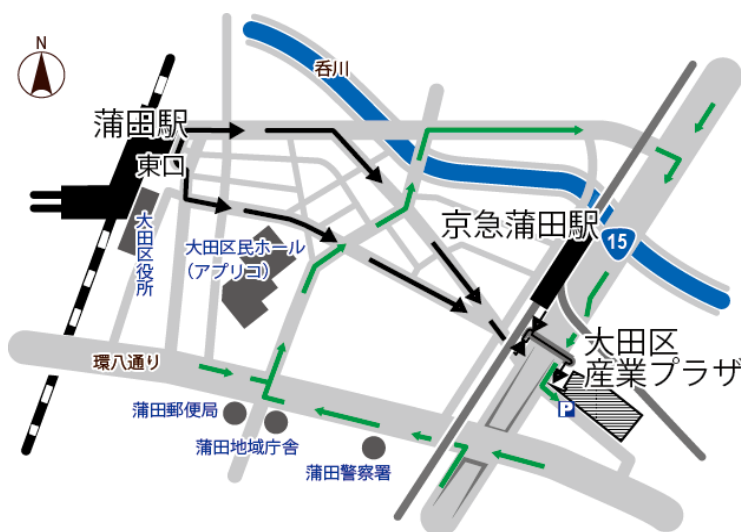 N
呑川
蒲田駅
東口
京急蒲田駅
15
大田区役所
大田区民ホール
（アプリコ）
大田区
産業プラザ
環八通り
P
蒲田郵便局
蒲田地域庁舎
蒲田警察署